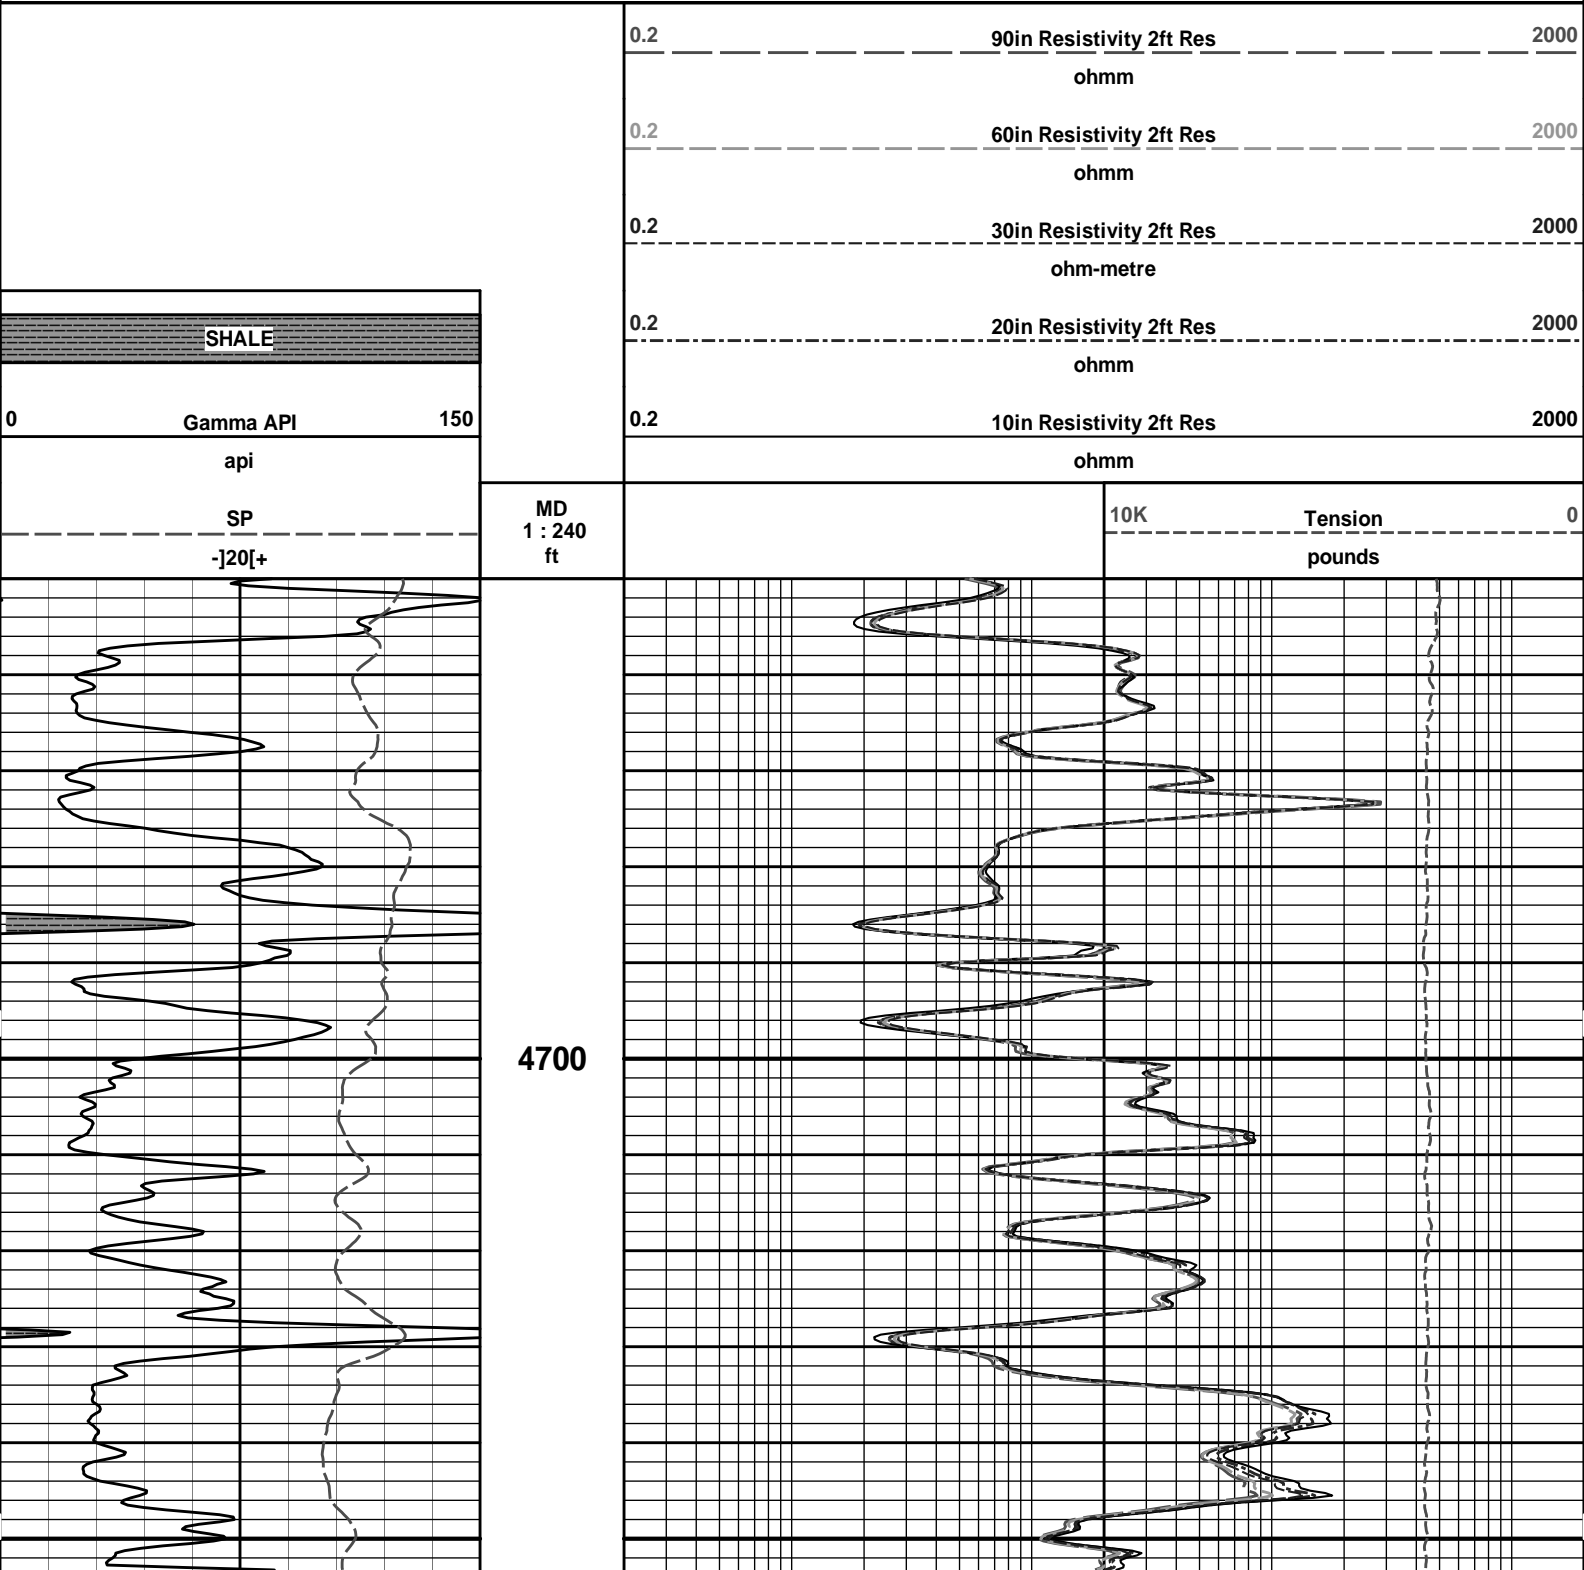 0.2 90in Resistivity 2ft Res 2000
ohmm
0.2 60in Resistivity 2ft Res 2000
ohmm
0.2 30in Resistivity 2ft Res 2000
ohm-metre
SHALE
0.2 20in Resistivity 2ft Res 2000
ohmm
0 Gamma API 150
api
0.2 10in Resistivity 2ft Res 2000
ohmm
SP
-]20[+
MD
1 : 240
ft
10K Tension 0
pounds
4700